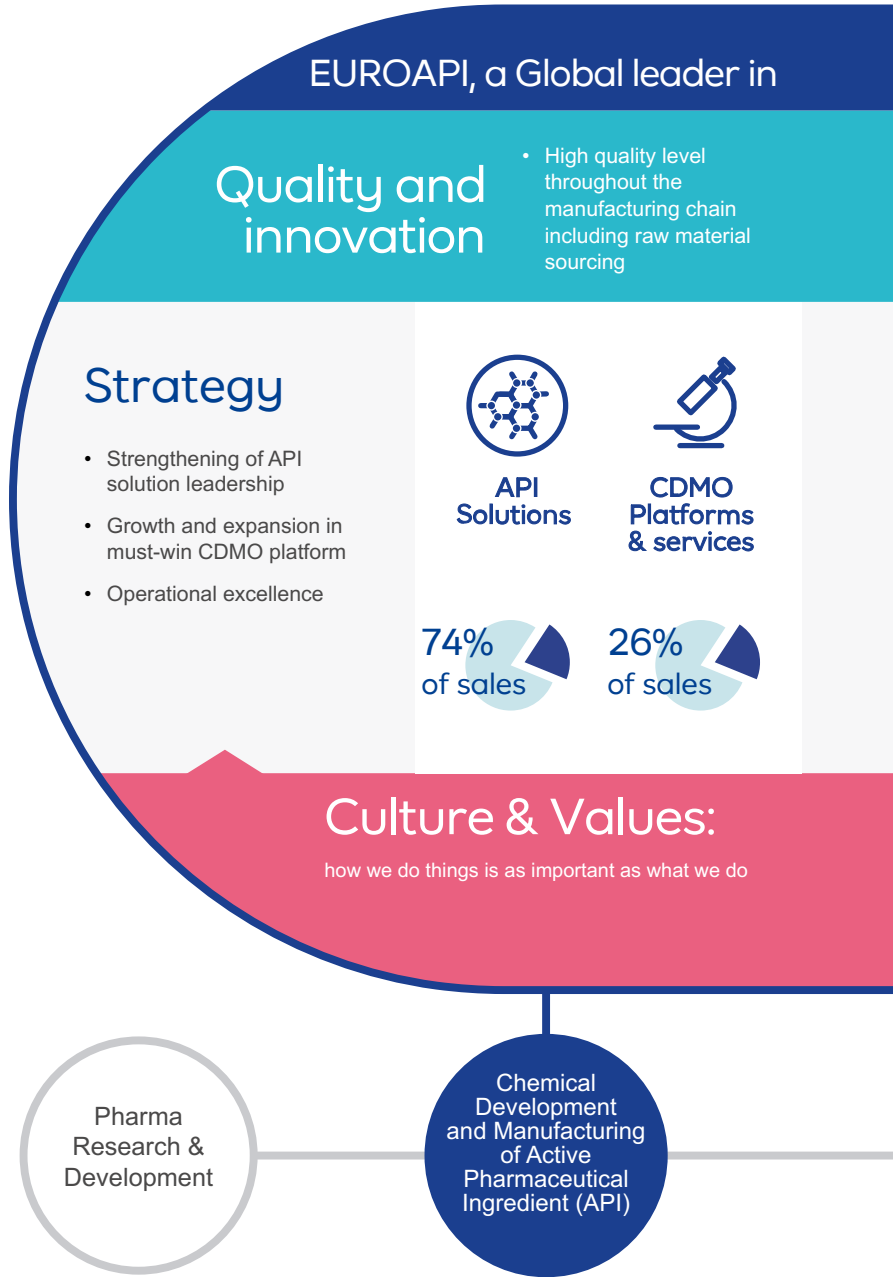 EUROAPI, a Global leader in
Quality and
innovation
• High quality level
throughout the
manufacturing chain
including raw material
sourcing
Strategy
• Strengthening of API
solution leadership
• Growth and expansion in
must-win CDMO platform
• Operational excellence
API
Solutions
CDMO
Platforms
& services
74%
of sales
26%
of sales
Culture & Values:
how we do things is as important as what we do
Pharma
Research &
Development
Chemical
Development
and Manufacturing
of Active
Pharmaceutical
Ingredient (API)